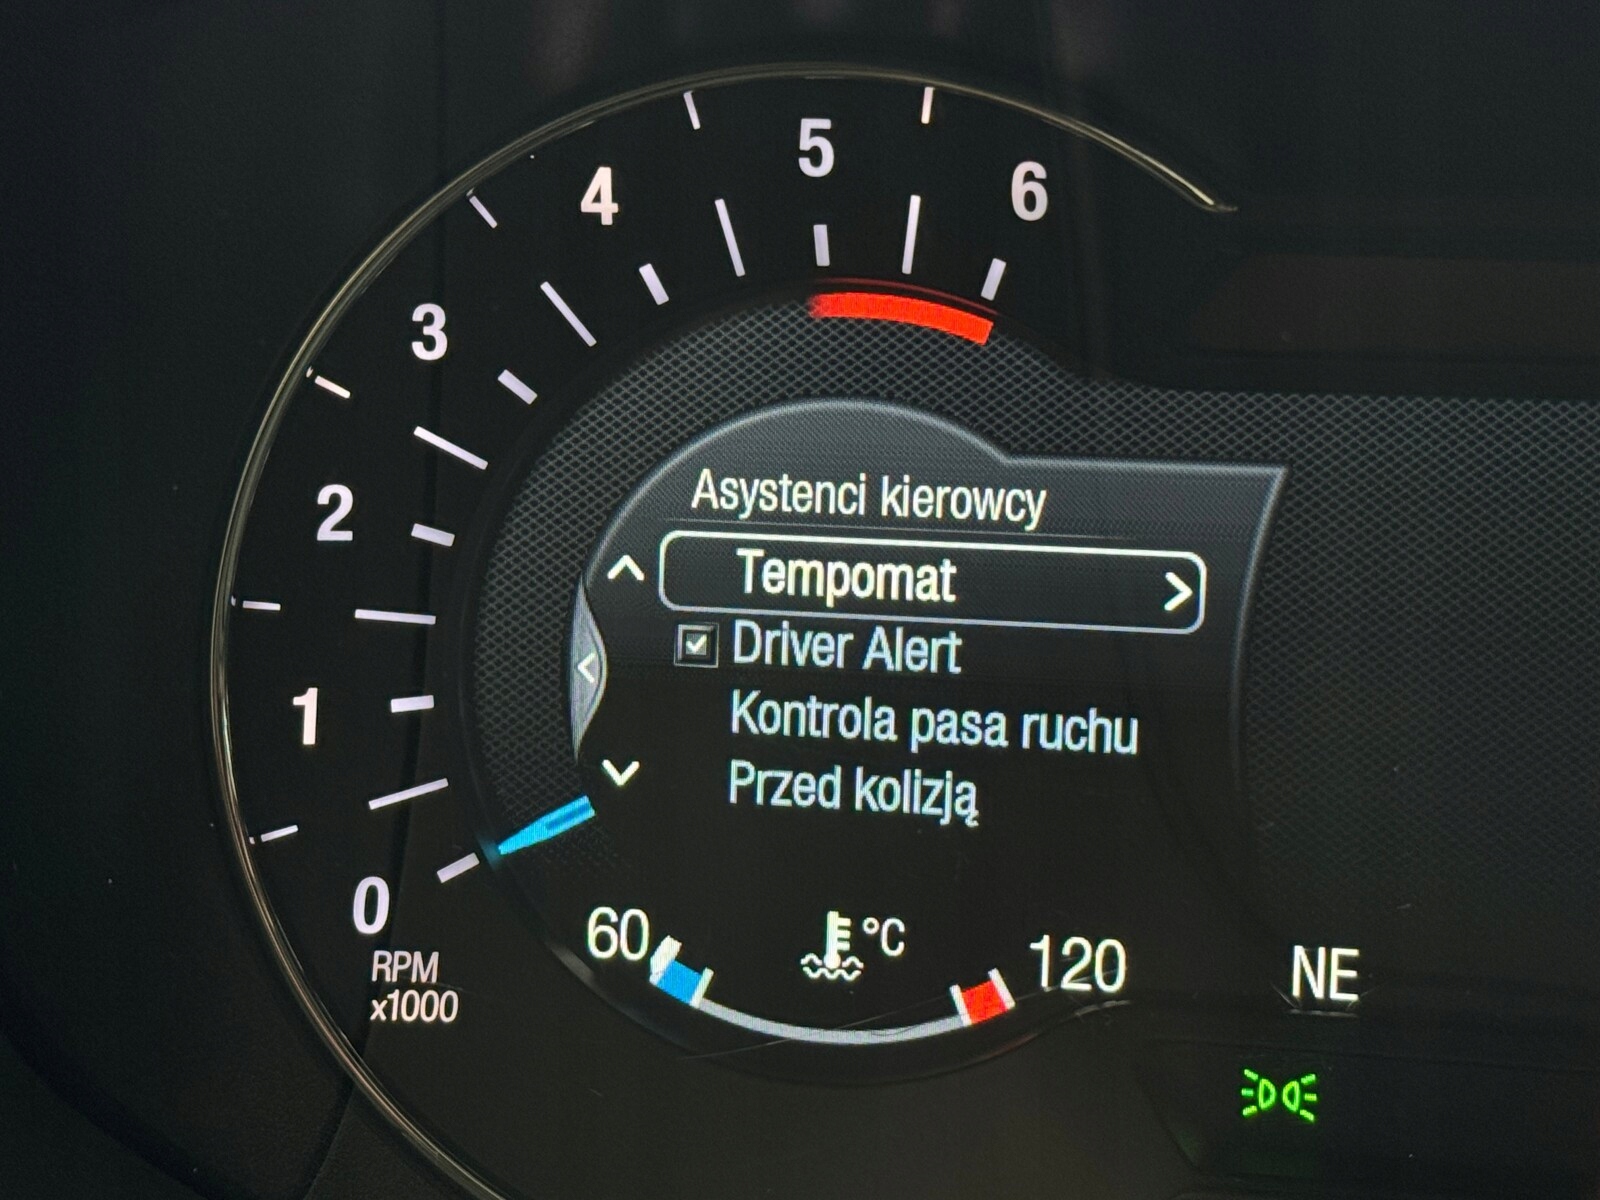 5
4
6
3
2
1
0
RPM
x1000
Asystenci kierowcy
Tempomat
Driver Alert
Kontrola pasa ruchu
Przed kolizją
60
°C
120
NE